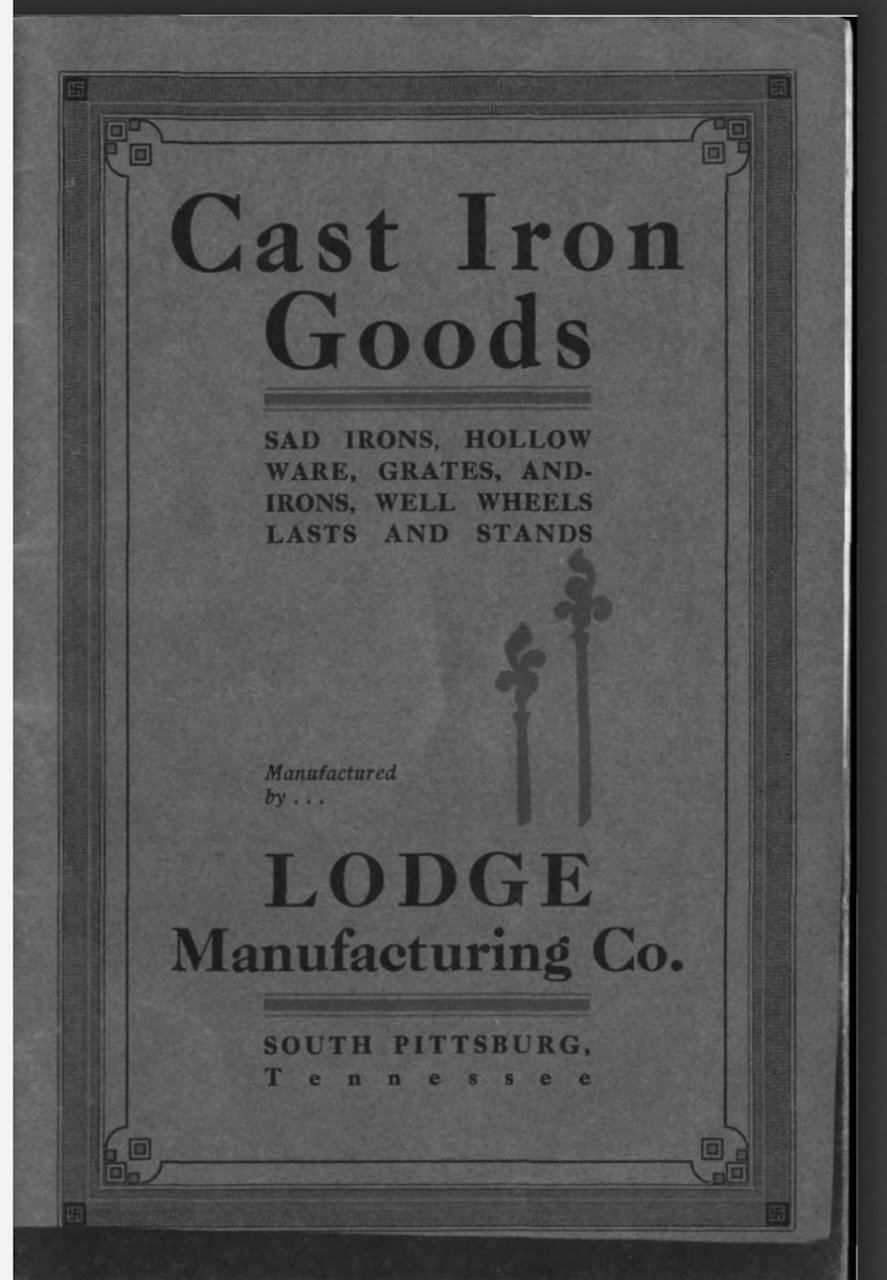 Cast Iron
Goods
SAD IRONS, HOLLOW
WARE, GRATES, AND-
IRONS, WELL WHEELS
LASTS AND STANDS
Manufactured
by . . .
LODGE
Manufacturing Co.
SOUTH PITTSBURG,
Tennessee